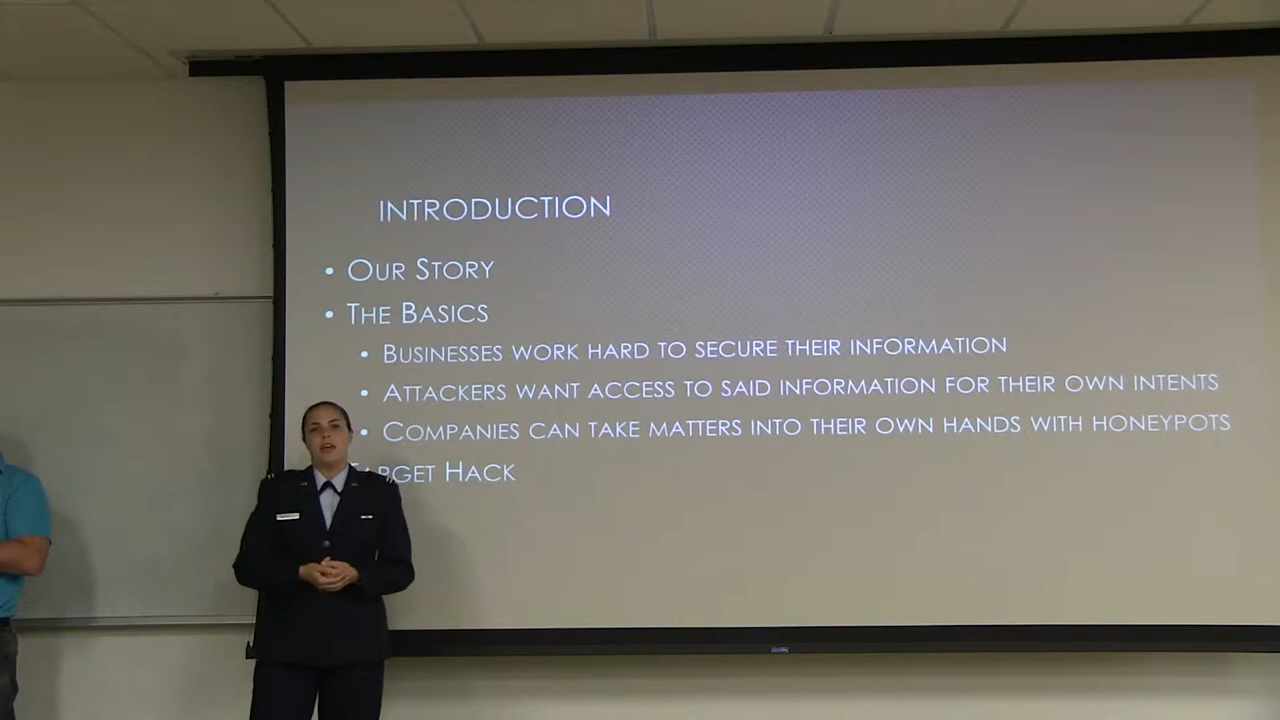 INTRODUCTION
• OUR STORY
• THE BASICS
• BUSINESSES WORK HARD TO SECURE THEIR INFORMATION
• ATTACKERS WANT ACCESS TO SAID INFORMATION FOR THEIR OWN INTENTS
• COMPANIES CAN TAKE MATTERS INTO THEIR OWN HANDS WITH HONEYPOTS
TARGET HACK